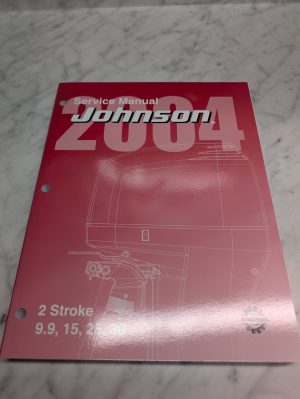 Service Manual
2004
Johnson
2 Stroke
9.9, 15, 25, 30